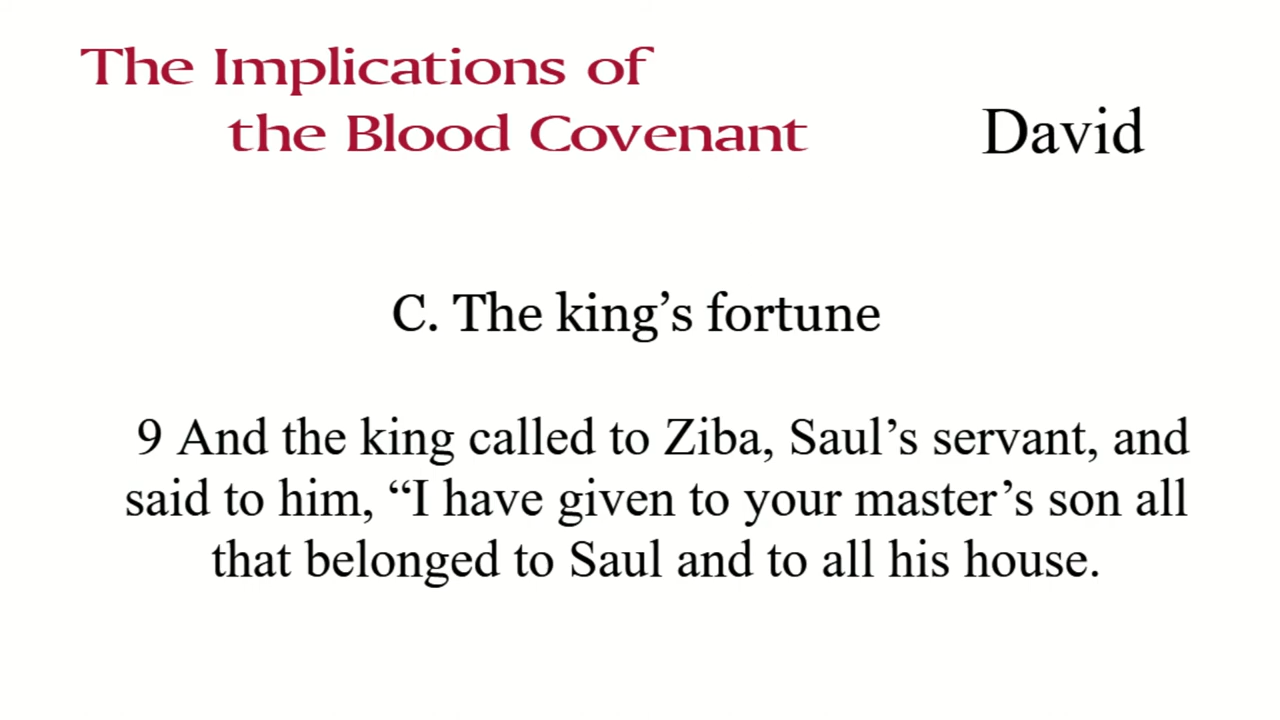 The Implications of
the Blood Covenant
David
C. The king’s fortune
9 And the king called to Ziba, Saul’s servant, and
said to him, “I have given to your master’s son all
that belonged to Saul and to all his house.